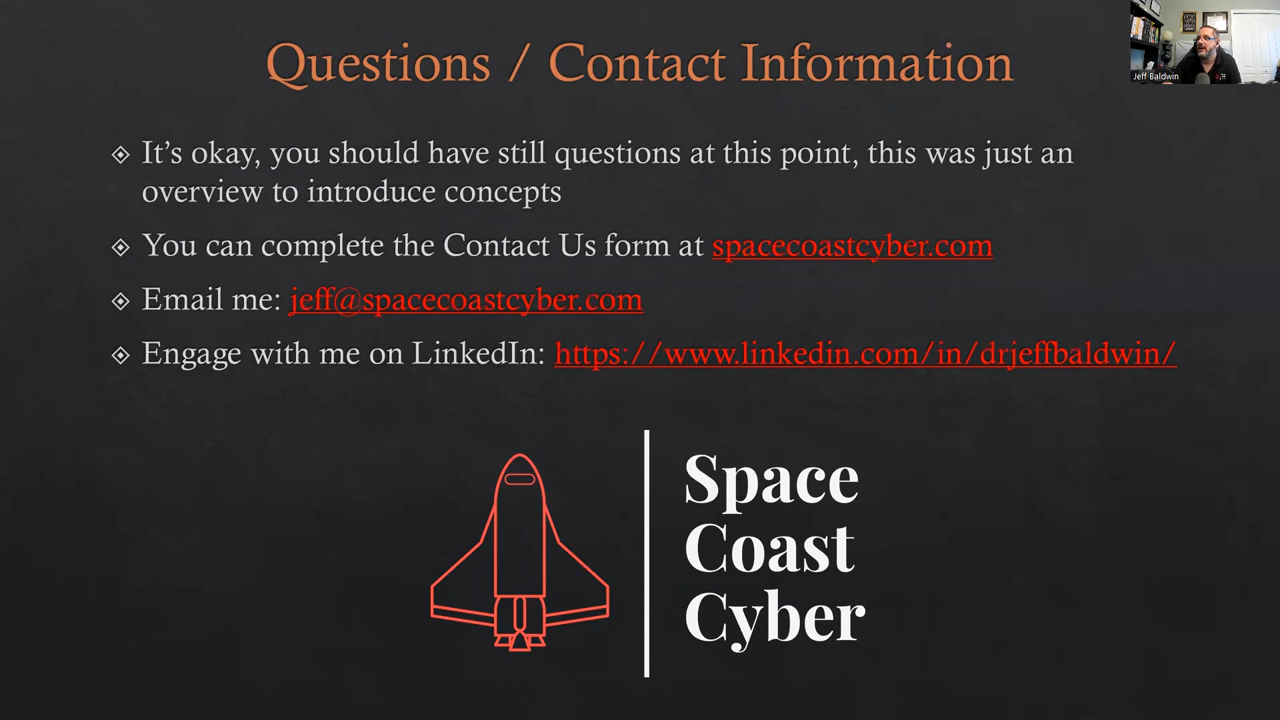 Questions / Contact Information
Jeff Baldwin
It's okay, you should have still questions at this point, this was just an
overview to introduce concepts
You can complete the Contact Us form at spacecoastcyber.com
Email me: jeff@spacecoastcyber.com
Engage with me on LinkedIn: https://www.linkedin.com/in/drjeffbaldwin/
Space
Coast
Cyber